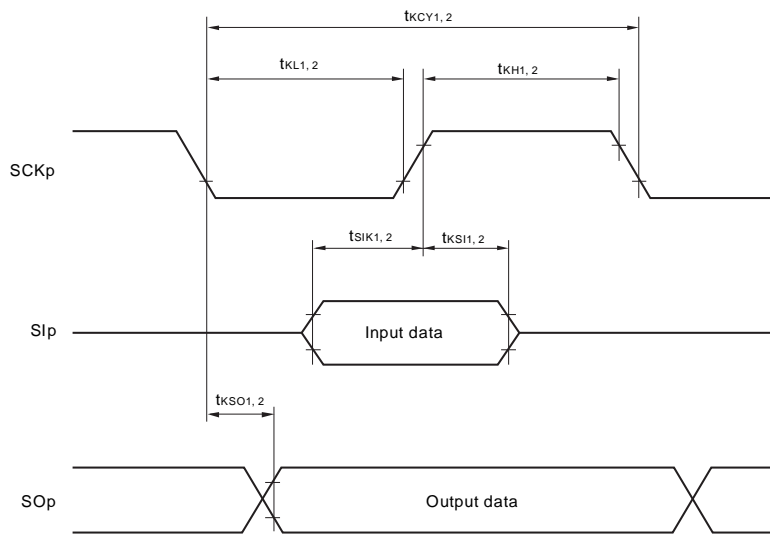 tKCY1, 2
tKL1, 2
tKH1, 2
SCKp
tSIK1, 2
tKSI1, 2
SIp
Input data
tKSO1, 2
SOp
Output data